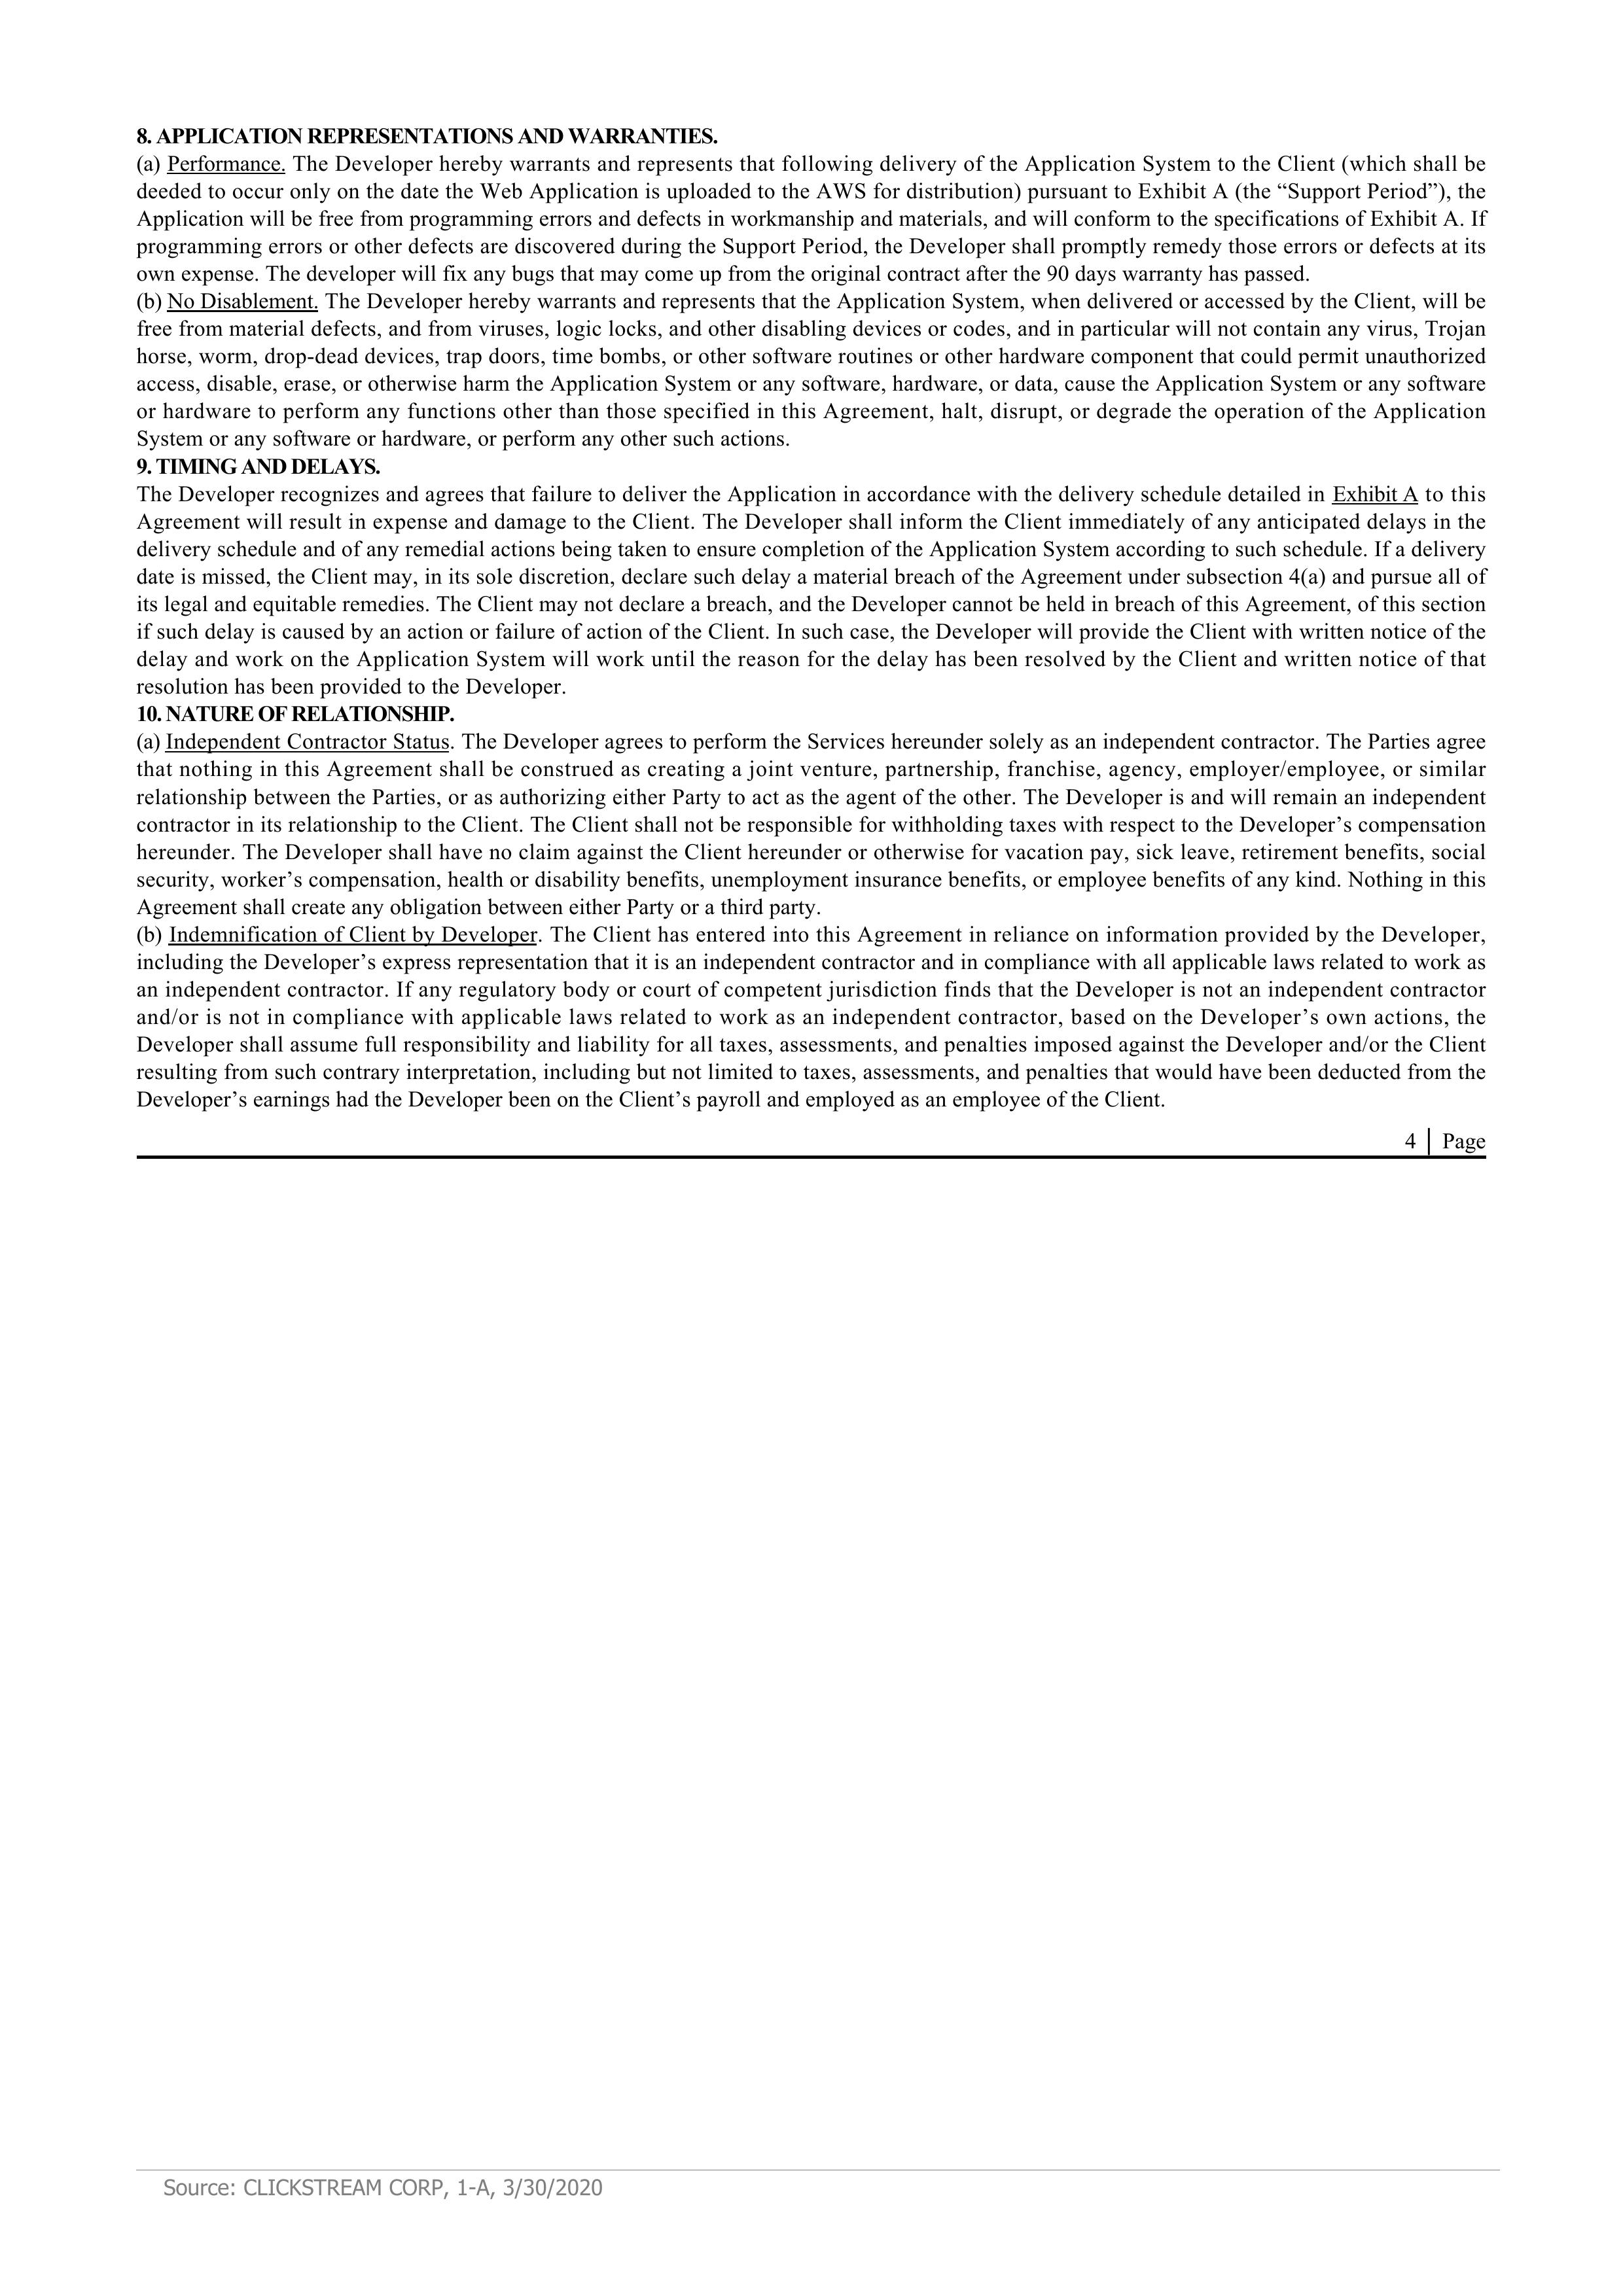 8. APPLICATION REPRESENTATIONS AND WARRANTIES.
(a) Performance. The Developer hereby warrants and represents that following delivery of the Application System to the Client (which shall be
deeded to occur only on the date the Web Application is uploaded to the AWS for distribution) pursuant to Exhibit A (the “Support Period”), the
Application will be free from programming errors and defects in workmanship and materials, and will conform to the specifications of Exhibit A. If
programming errors or other defects are discovered during the Support Period, the Developer shall promptly remedy those errors or defects at its
own expense. The developer will fix any bugs that may come up from the original contract after the 90 days warranty has passed.
(b) No Disablement. The Developer hereby warrants and represents that the Application System, when delivered or accessed by the Client, will be
free from material defects, and from viruses, logic locks, and other disabling devices or codes, and in particular will not contain any virus, Trojan
horse, worm, drop-dead devices, trap doors, time bombs, or other software routines or other hardware component that could permit unauthorized
access, disable, erase, or otherwise harm the Application System or any software, hardware, or data, cause the Application System or any software
or hardware to perform any functions other than those specified in this Agreement, halt, disrupt, or degrade the operation of the Application
System or any software or hardware, or perform any other such actions.
9. TIMING AND DELAYS.
The Developer recognizes and agrees that failure to deliver the Application in accordance with the delivery schedule detailed in Exhibit A to this
Agreement will result in expense and damage to the Client. The Developer shall inform the Client immediately of any anticipated delays in the
delivery schedule and of any remedial actions being taken to ensure completion of the Application System according to such schedule. If a delivery
date is missed, the Client may, in its sole discretion, declare such delay a material breach of the Agreement under subsection 4(a) and pursue all of
its legal and equitable remedies. The Client may not declare a breach, and the Developer cannot be held in breach of this Agreement, of this section
if such delay is caused by an action or failure of action of the Client. In such case, the Developer will provide the Client with written notice of the
delay and work on the Application System will work until the reason for the delay has been resolved by the Client and written notice of that
resolution has been provided to the Developer.
10. NATURE OF RELATIONSHIP.
(a) Independent Contractor Status. The Developer agrees to perform the Services hereunder solely as an independent contractor. The Parties agree
that nothing in this Agreement shall be construed as creating a joint venture, partnership, franchise, agency, employer/employee, or similar
relationship between the Parties, or as authorizing either Party to act as the agent of the other. The Developer is and will remain an independent
contractor in its relationship to the Client. The Client shall not be responsible for withholding taxes with respect to the Developer’s compensation
hereunder. The Developer shall have no claim against the Client hereunder or otherwise for vacation pay, sick leave, retirement benefits, social
security, worker’s compensation, health or disability benefits, unemployment insurance benefits, or employee benefits of any kind. Nothing in this
Agreement shall create any obligation between either Party or a third party.
(b) Indemnification of Client by Developer. The Client has entered into this Agreement in reliance on information provided by the Developer,
including the Developer’s express representation that it is an independent contractor and in compliance with all applicable laws related to work as
an independent contractor. If any regulatory body or court of competent jurisdiction finds that the Developer is not an independent contractor
and/or is not in compliance with applicable laws related to work as an independent contractor, based on the Developer’s own actions, the
Developer shall assume full responsibility and liability for all taxes, assessments, and penalties imposed against the Developer and/or the Client
resulting from such contrary interpretation, including but not limited to taxes, assessments, and penalties that would have been deducted from the
Developer’s earnings had the Developer been on the Client’s payroll and employed as an employee of the Client.
4 | Page
Source: CLICKSTREAM CORP, 1-A, 3/30/2020